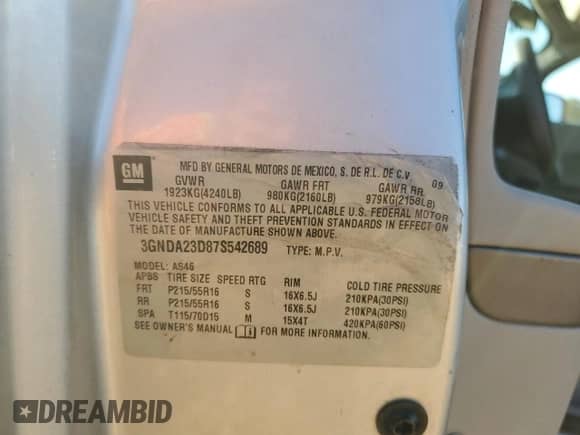 GM MFD BY GENERAL MOTORS DE MEXICO, S. DE R.L. DE C.V 09
GVWR GAWR FRT GAWR RR
1923KG(4240LB) 980KG(2160LB) 979KG(2158LB)
THIS VEHICLE CONFORMS TO ALL APPLICABLE U.S. FEDERAL MOTOR
VEHICLE SAFETY AND THEFT PREVENTION STANDARDS IN EFFECT ON
THE DATE OF MANUFACTURE SHOWN ABOVE.
3GNDA23D87S542689 TYPE: M.P.V.
MODEL: AS46
APBS TIRE SIZE SPEED RTG RIM COLD TIRE PRESSURE
FRT P215/55R16 S 16X6.5J 210KPA(30PSI)
RR P215/55R16 S 16X6.5J 210KPA(30PSI)
SPA T115/70D15 M 15X4T 420KPA(60PSI)
SEE OWNER'S MANUAL FOR MORE INFORMATION.
DREAMBID